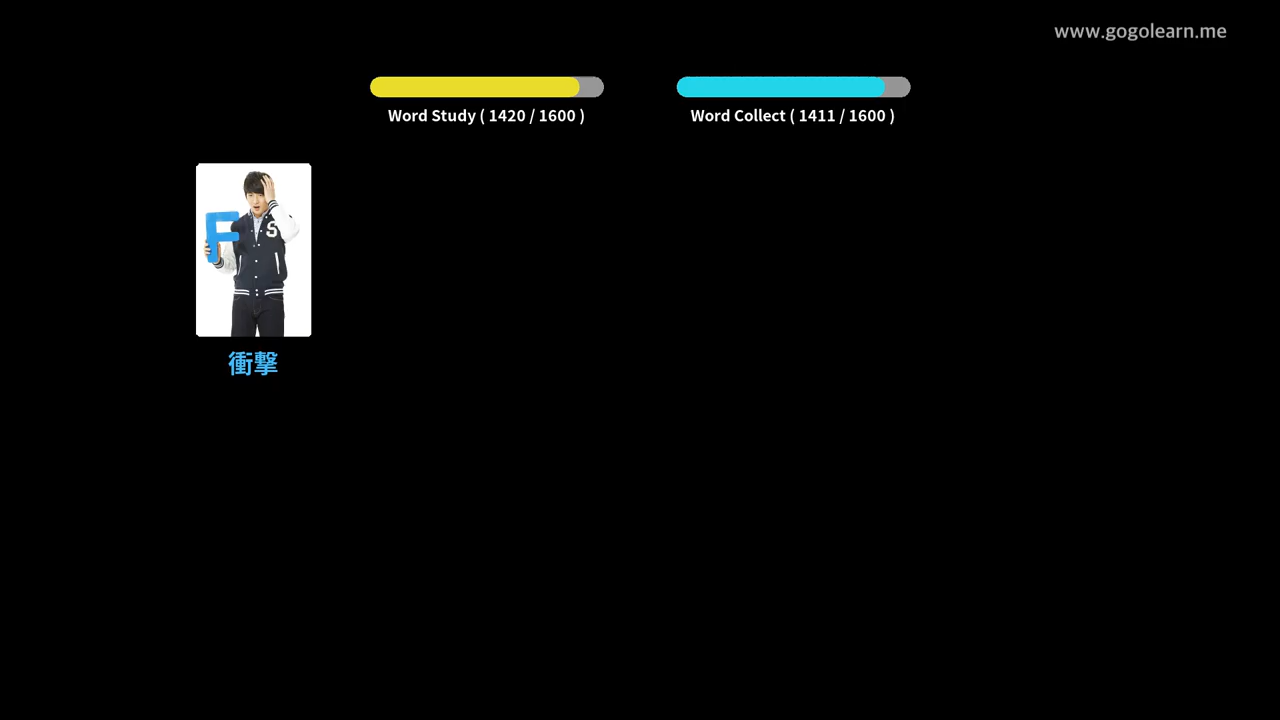 www.gogolearn.me
Word Study ( 1420 / 1600 )
Word Collect ( 1411 / 1600 )
F
S
衝撃